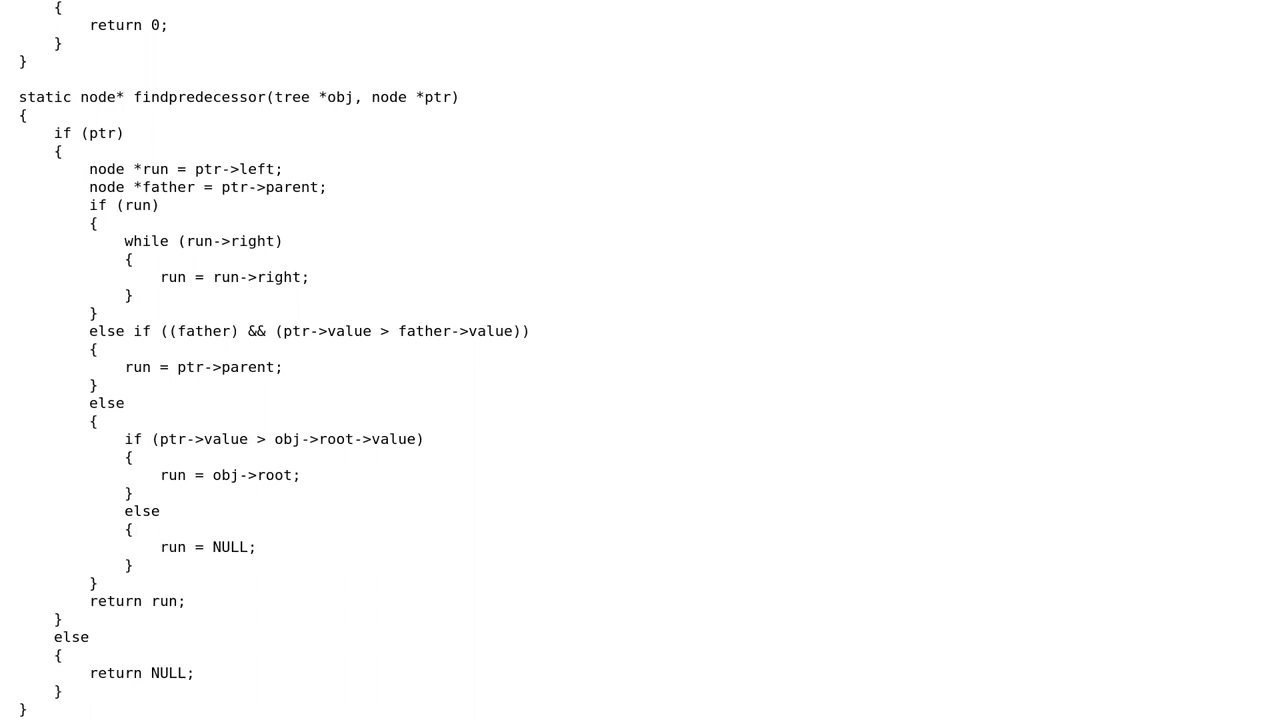 {
        return 0;
    }
}

static node* findpredecessor(tree *obj, node *ptr)
{
    if (ptr)
    {
        node *run = ptr->left;
        node *father = ptr->parent;
        if (run)
        {
            while (run->right)
            {
                run = run->right;
            }
        }
        else if ((father) && (ptr->value > father->value))
        {
            run = ptr->parent;
        }
        else
        {
            if (ptr->value > obj->root->value)
            {
                run = obj->root;
            }
            else
            {
                run = NULL;
            }
        }
        return run;
    }
    else
    {
        return NULL;
    }
}